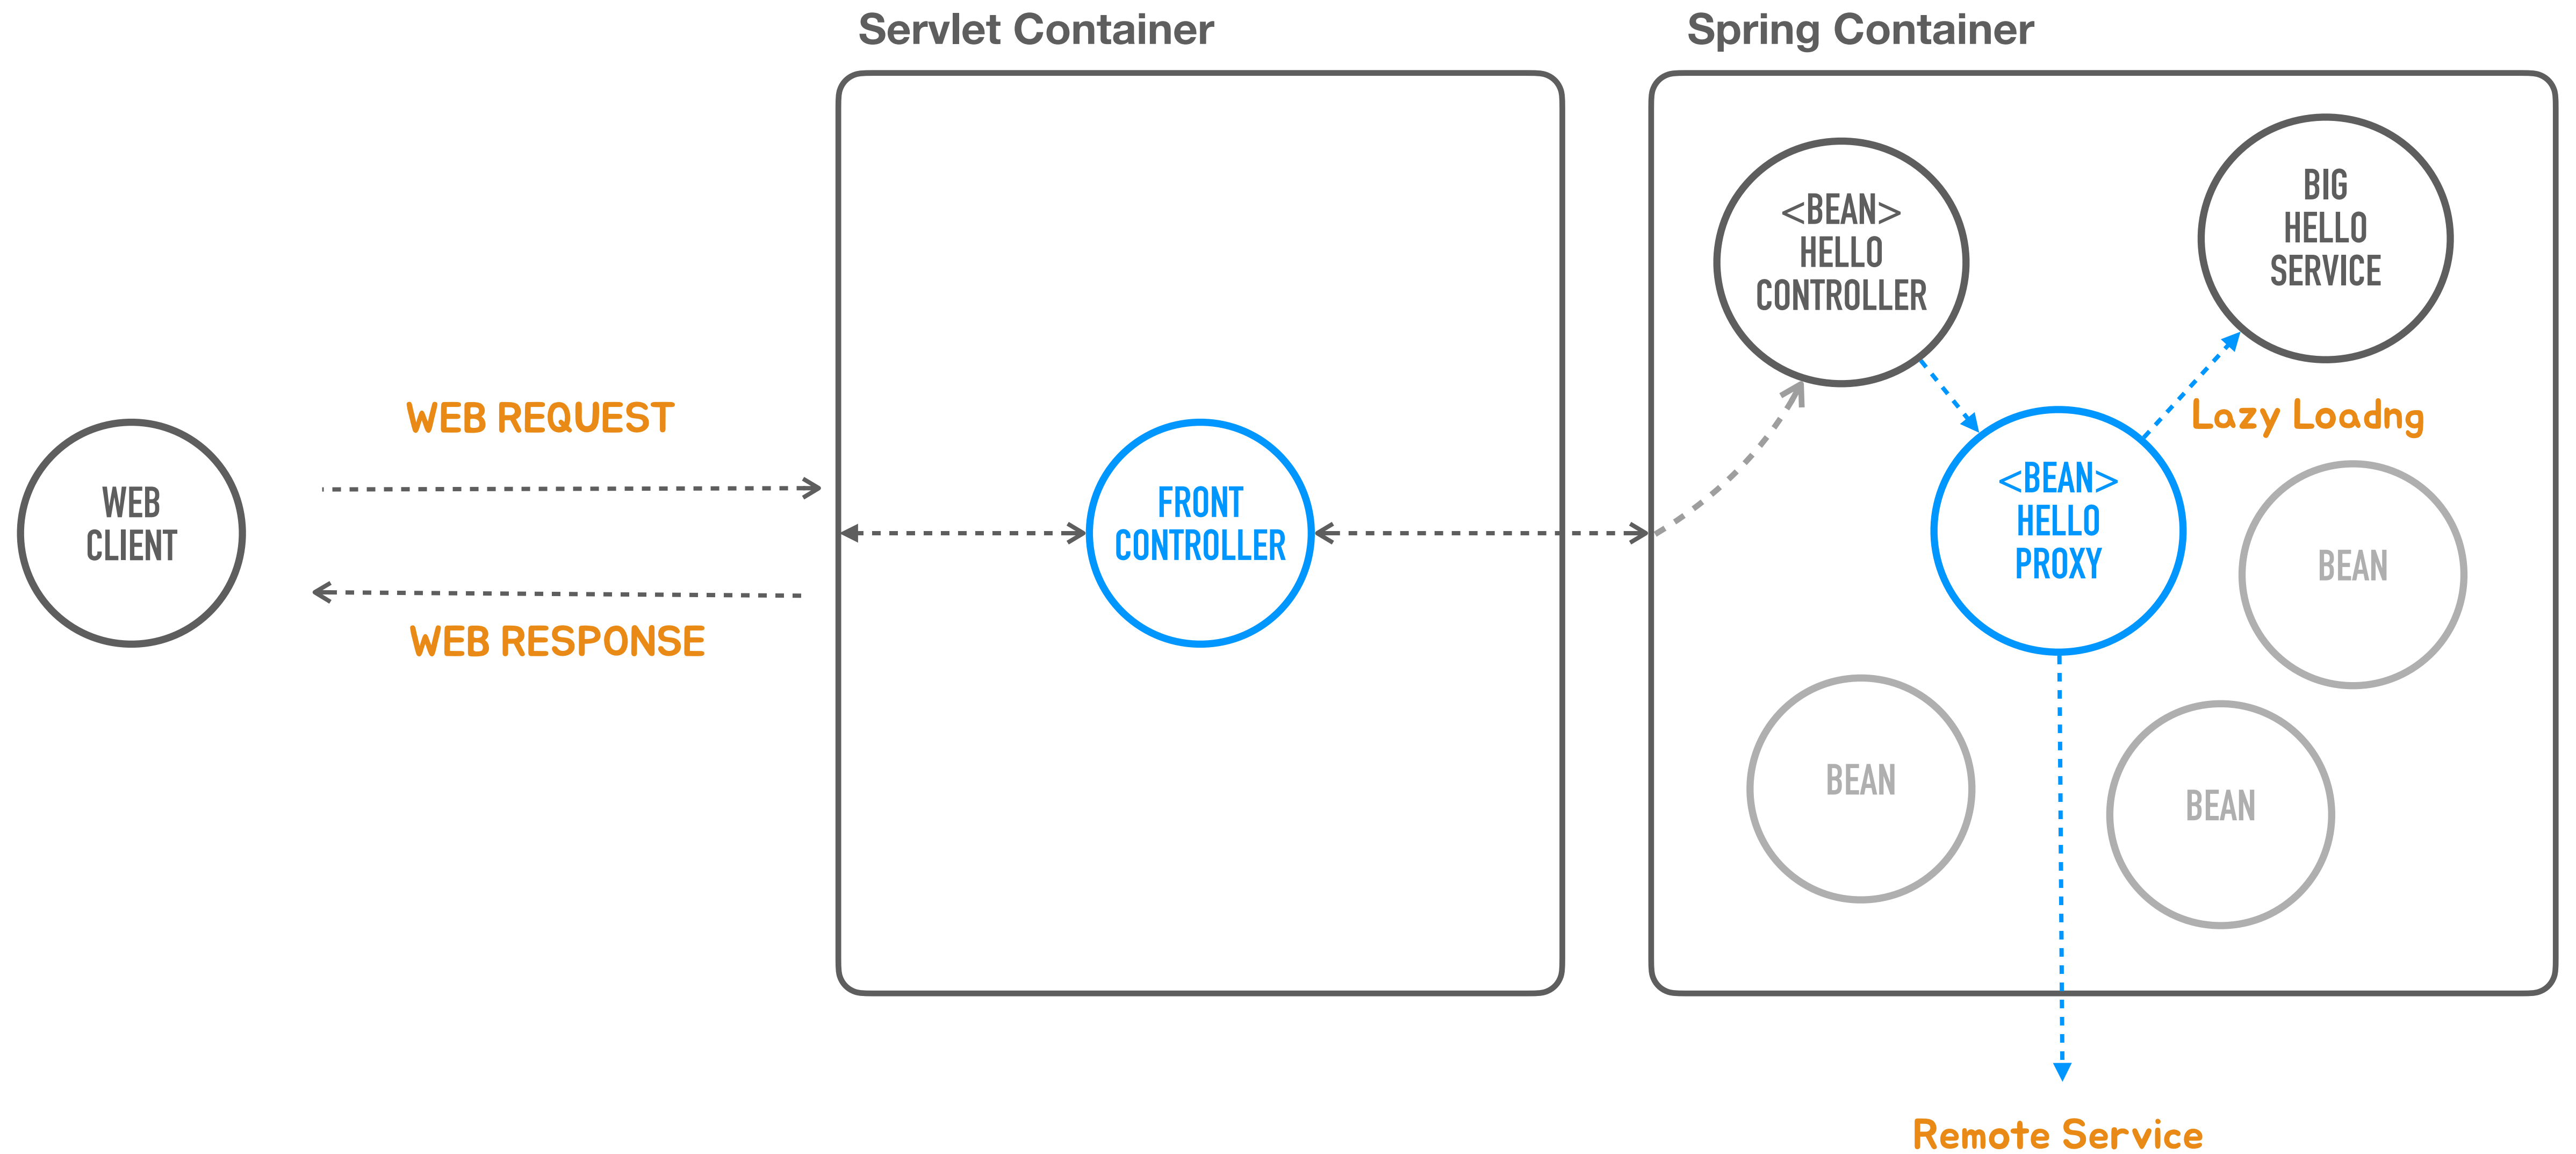 Servlet Container
Spring Container
WEB
CLIENT
WEB REQUEST
WEB RESPONSE
FRONT
CONTROLLER
<BEAN>
HELLO
CONTROLLER
BIG
HELLO
SERVICE
Lazy Loadng
<BEAN>
HELLO
PROXY
BEAN
BEAN
BEAN
Remote Service